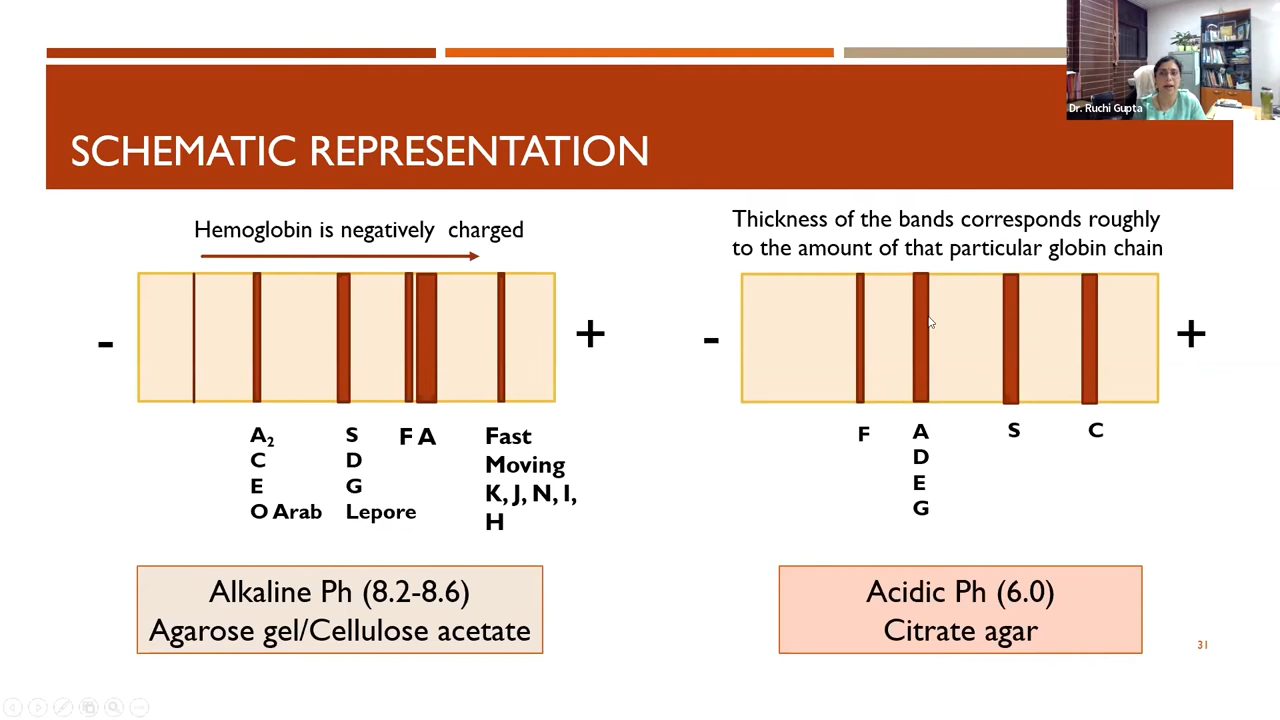 Dr. Ruchi Gupta
SCHEMATIC REPRESENTATION
Hemoglobin is negatively charged
-
+
A2
C
E
O Arab
S
D
G
Lepore
F A
Fast
Moving
K, J, N, I,
H
Alkaline Ph (8.2-8.6)
Agarose gel/Cellulose acetate
Thickness of the bands corresponds roughly
to the amount of that particular globin chain
-
+
F
A
D
E
G
S
C
Acidic Ph (6.0)
Citrate agar
31